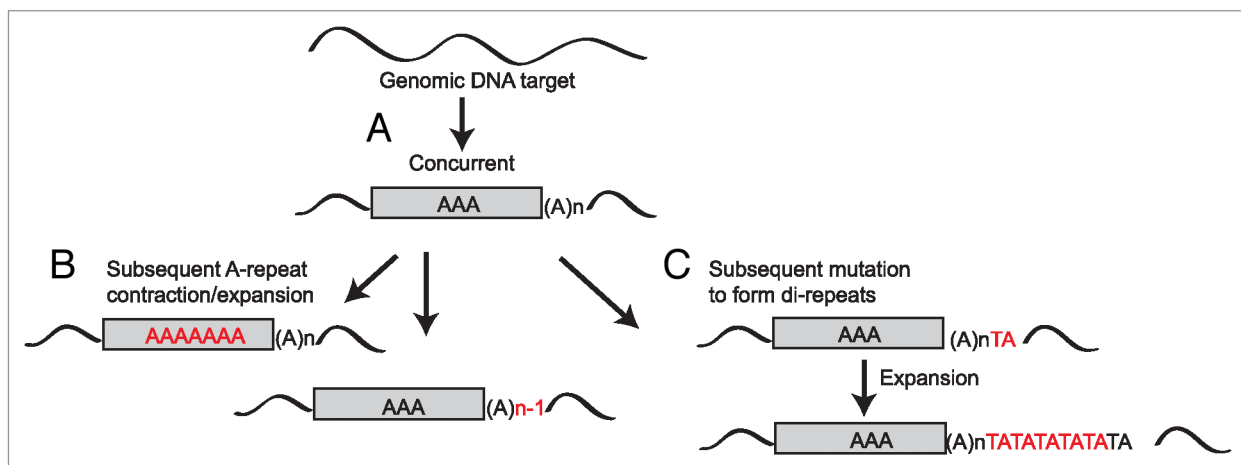 Genomic DNA target
A
Concurrent
AAA (A)n
B Subsequent A-repeat
contraction/expansion
AAAAAAA (A)n
AAA (A)n-1
C Subsequent mutation
to form di-repeats
AAA (A)nTA
Expansion
AAA (A)nTATATATATATA